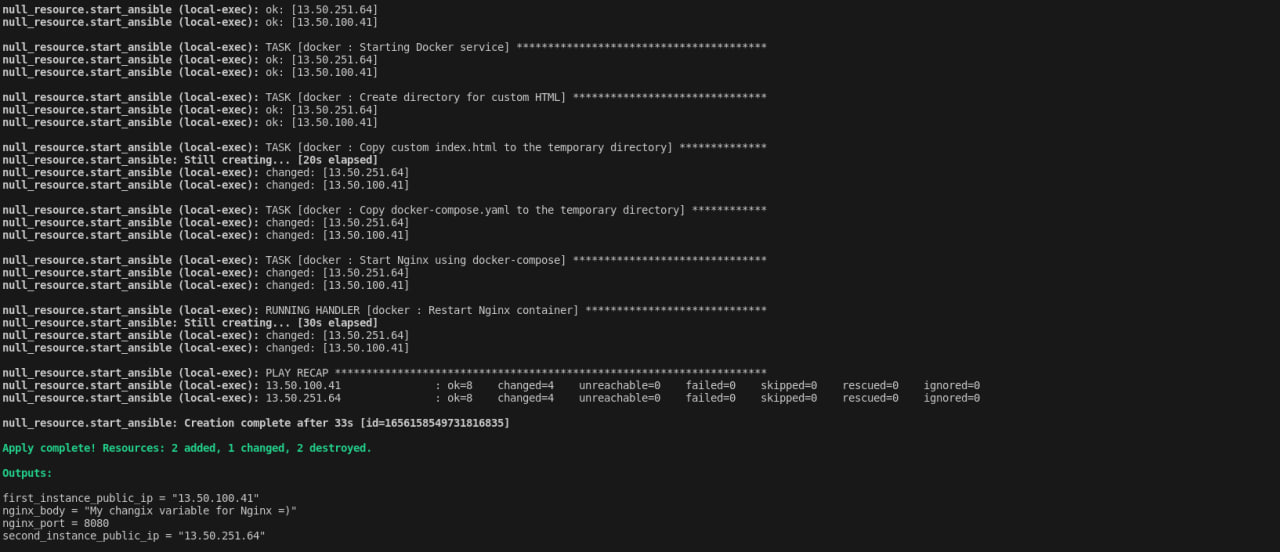 null_resource.start_ansible (local-exec): ok: [13.50.251.64]
null_resource.start_ansible (local-exec): ok: [13.50.100.41]
null_resource.start_ansible (local-exec): TASK [docker : Starting Docker service] ****************************************
null_resource.start_ansible (local-exec): ok: [13.50.251.64]
null_resource.start_ansible (local-exec): ok: [13.50.100.41]
null_resource.start_ansible (local-exec): TASK [docker : Create directory for custom HTML] *******************************
null_resource.start_ansible (local-exec): ok: [13.50.251.64]
null_resource.start_ansible (local-exec): ok: [13.50.100.41]
null_resource.start_ansible (local-exec): TASK [docker : Copy custom index.html to the temporary directory] **************
null_resource.start_ansible: Still creating... [20s elapsed]
null_resource.start_ansible (local-exec): changed: [13.50.251.64]
null_resource.start_ansible (local-exec): changed: [13.50.100.41]
null_resource.start_ansible (local-exec): TASK [docker : Copy docker-compose.yaml to the temporary directory] ************
null_resource.start_ansible (local-exec): changed: [13.50.251.64]
null_resource.start_ansible (local-exec): changed: [13.50.100.41]
null_resource.start_ansible (local-exec): TASK [docker : Start Nginx using docker-compose] *******************************
null_resource.start_ansible (local-exec): changed: [13.50.251.64]
null_resource.start_ansible (local-exec): changed: [13.50.100.41]
null_resource.start_ansible (local-exec): RUNNING HANDLER [docker : Restart Nginx container] *****************************
null_resource.start_ansible: Still creating... [30s elapsed]
null_resource.start_ansible (local-exec): changed: [13.50.251.64]
null_resource.start_ansible (local-exec): changed: [13.50.100.41]
null_resource.start_ansible (local-exec): PLAY RECAP *********************************************************************
null_resource.start_ansible (local-exec): 13.50.100.41               : ok=8    changed=4    unreachable=0    failed=0    skipped=0    rescued=0    ignored=0
null_resource.start_ansible (local-exec): 13.50.251.64               : ok=8    changed=4    unreachable=0    failed=0    skipped=0    rescued=0    ignored=0
null_resource.start_ansible: Creation complete after 33s [id=1656158549731816835]
Apply complete! Resources: 2 added, 1 changed, 2 destroyed.
Outputs:
first_instance_public_ip = "13.50.100.41"
nginx_body = "My changix variable for Nginx =)"
nginx_port = 8080
second_instance_public_ip = "13.50.251.64"